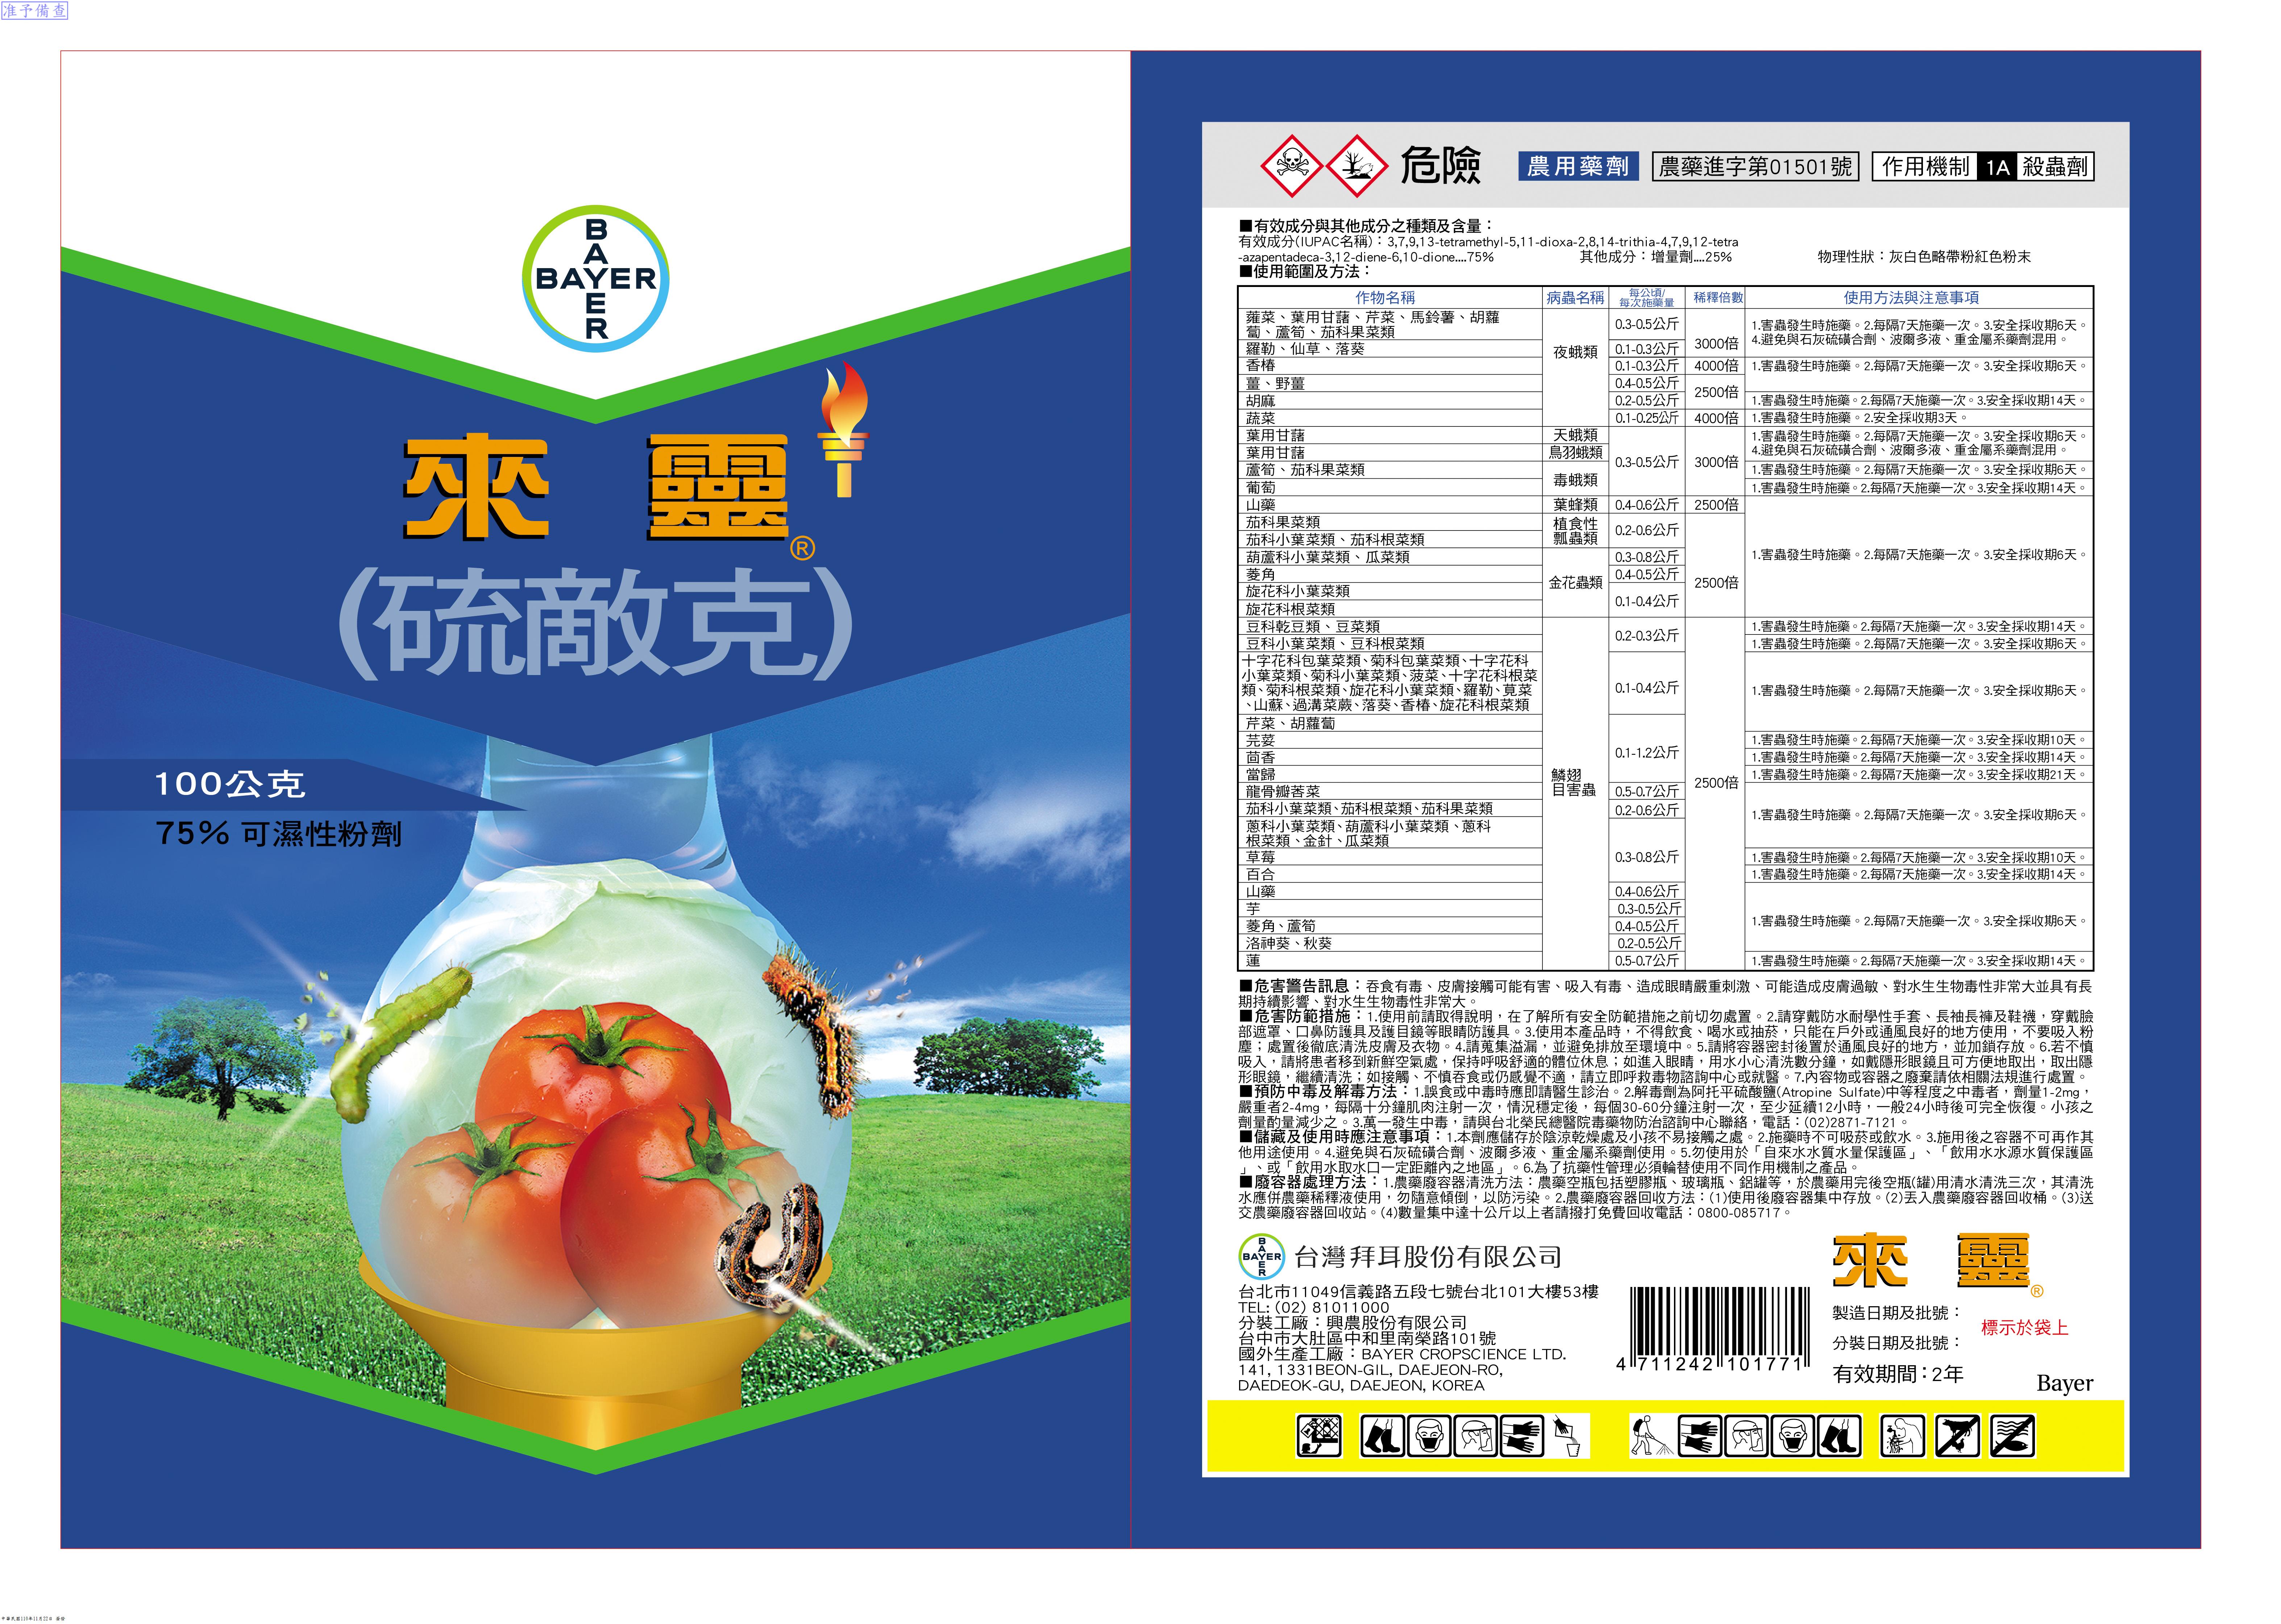 准予備查
BAYER
BAYER
來靈®
(硫敵克)
100公克
75% 可濕性粉劑
危險 農用藥劑 農藥進字第01501號 作用機制 1A 殺蟲劑
■有效成分與其他成分之種類及含量：
有效成分(IUPAC名稱)：3,7,9,13-tetramethyl-5,11-dioxa-2,8,14-trithia-4,7,9,12-tetra
-azapentadeca-3,12-diene-6,10-dione....75% 其他成分：增量劑....25% 物理性狀：灰白色略帶粉紅色粉末
■使用範圍及方法：
作物名稱 病蟲名稱 每公頃/每次施藥量 稀釋倍數 使用方法與注意事項
蕹菜、葉用甘藷、芹菜、馬鈴薯、胡蘿
蔔、蘆筍、茄科果菜類 夜蛾類 0.3-0.5公斤 3000倍 1.害蟲發生時施藥。2.每隔7天施藥一次。3.安全採收期6天。
4.避免與石灰硫磺合劑、波爾多液、重金屬系藥劑混用。
羅勒、仙草、落葵 0.1-0.3公斤
香椿 0.1-0.3公斤 4000倍 1.害蟲發生時施藥。2.每隔7天施藥一次。3.安全採收期6天。
薑、野薑 0.4-0.5公斤 2500倍
胡麻 0.2-0.5公斤 1.害蟲發生時施藥。2.每隔7天施藥一次。3.安全採收期14天。
蔬菜 0.1-0.25公斤 4000倍 1.害蟲發生時施藥。2.安全採收期3天。
葉用甘藷 天蛾類 0.3-0.5公斤 3000倍 1.害蟲發生時施藥。2.每隔7天施藥一次。3.安全採收期6天。
葉用甘藷 鳥羽蛾類 4.避免與石灰硫磺合劑、波爾多液、重金屬系藥劑混用。
蘆筍、茄科果菜類 毒蛾類 1.害蟲發生時施藥。2.每隔7天施藥一次。3.安全採收期6天。
葡萄 1.害蟲發生時施藥。2.每隔7天施藥一次。3.安全採收期14天。
山藥 葉蜂類 0.4-0.6公斤 2500倍
茄科果菜類 植食性瓢蟲類 0.2-0.6公斤
茄科小葉菜類、茄科根菜類
葫蘆科小葉菜類、瓜菜類 金花蟲類 0.3-0.8公斤 2500倍 1.害蟲發生時施藥。2.每隔7天施藥一次。3.安全採收期6天。
菱角 0.4-0.5公斤
旋花科小葉菜類 0.1-0.4公斤
旋花科根菜類
豆科乾豆類、豆菜類 鱗翅目害蟲 0.2-0.3公斤 2500倍 1.害蟲發生時施藥。2.每隔7天施藥一次。3.安全採收期14天。
豆科小葉菜類、豆科根菜類 1.害蟲發生時施藥。2.每隔7天施藥一次。3.安全採收期6天。
十字花科包葉菜類、菊科包葉菜類、十字花科
小葉菜類、菊科小葉菜類、菠菜、十字花科根菜
類、菊科根菜類、旋花科小葉菜類、羅勒、莧菜
、山蘇、過溝菜蕨、落葵、香椿、旋花科根菜類 0.1-0.4公斤 1.害蟲發生時施藥。2.每隔7天施藥一次。3.安全採收期6天。
芹菜、胡蘿蔔 0.1-1.2公斤
芫荽 1.害蟲發生時施藥。2.每隔7天施藥一次。3.安全採收期10天。
茴香 1.害蟲發生時施藥。2.每隔7天施藥一次。3.安全採收期14天。
當歸 1.害蟲發生時施藥。2.每隔7天施藥一次。3.安全採收期21天。
龍骨瓣莕菜 0.5-0.7公斤
茄科小葉菜類、茄科根菜類、茄科果菜類 0.2-0.6公斤 1.害蟲發生時施藥。2.每隔7天施藥一次。3.安全採收期6天。
蔥科小葉菜類、葫蘆科小葉菜類、蔥科
根菜類、金針、瓜菜類 0.3-0.8公斤
草莓 1.害蟲發生時施藥。2.每隔7天施藥一次。3.安全採收期10天。
百合 1.害蟲發生時施藥。2.每隔7天施藥一次。3.安全採收期14天。
山藥 0.4-0.6公斤
芋 0.3-0.5公斤
菱角、蘆筍 0.4-0.5公斤 1.害蟲發生時施藥。2.每隔7天施藥一次。3.安全採收期6天。
洛神葵、秋葵 0.2-0.5公斤
蓮 0.5-0.7公斤 1.害蟲發生時施藥。2.每隔7天施藥一次。3.安全採收期14天。
■危害警告訊息：吞食有毒、皮膚接觸可能有害、吸入有毒、造成眼睛嚴重刺激、可能造成皮膚過敏、對水生生物毒性非常大並具有長
期持續影響、對水生生物毒性非常大。
■危害防範措施：1.使用前請取得說明，在了解所有安全防範措施之前切勿處置。2.請穿戴防水耐學性手套、長袖長褲及鞋襪，穿戴臉
部遮罩、口鼻防護具及護目鏡等眼睛防護具。3.使用本產品時，不得飲食、喝水或抽菸，只能在戶外或通風良好的地方使用，不要吸入粉
塵；處置後徹底清洗皮膚及衣物。4.請蒐集溢漏，並避免排放至環境中。5.請將容器密封後置於通風良好的地方，並加鎖存放。6.若不慎
吸入，請將患者移到新鮮空氣處，保持呼吸舒適的體位休息；如進入眼睛，用水小心清洗數分鐘，如戴隱形眼鏡且可方便地取出，取出隱
形眼鏡，繼續清洗；如接觸、不慎吞食或仍感覺不適，請立即呼救毒物諮詢中心或就醫。7.內容物或容器之廢棄請依相關法規進行處置。
■預防中毒及解毒方法：1.誤食或中毒時應即請醫生診治。2.解毒劑為阿托平硫酸鹽(Atropine Sulfate)中等程度之中毒者，劑量1-2mg，
嚴重者2-4mg，每隔十分鐘肌肉注射一次，情況穩定後，每個30-60分鐘注射一次，至少延續12小時，一般24小時後可完全恢復。小孩之
劑量酌量減少之。3.萬一發生中毒，請與台北榮民總醫院毒藥物防治諮詢中心聯絡，電話：(02)2871-7121。
■儲藏及使用時應注意事項：1.本劑應儲存於陰涼乾燥處及小孩不易接觸之處。2.施藥時不可吸菸或飲水。3.施用後之容器不可再作其
他用途使用。4.避免與石灰硫磺合劑、波爾多液、重金屬系藥劑使用。5.勿使用於「自來水水質水量保護區」、「飲用水水源水質保護區
」、或「飲用水取水口一定距離內之地區」。6.為了抗藥性管理必須輪替使用不同作用機制之產品。
■廢容器處理方法：1.農藥廢容器清洗方法：農藥空瓶包括塑膠瓶、玻璃瓶、鋁罐等，於農藥用完後空瓶(罐)用清水清洗三次，其清洗
水應併農藥稀釋液使用，勿隨意傾倒，以防污染。2.農藥廢容器回收方法：(1)使用後廢容器集中存放。(2)丟入農藥廢容器回收桶。(3)送
交農藥廢容器回收站。(4)數量集中達十公斤以上者請撥打免費回收電話：0800-085717。
BAYER
BAYER
台灣拜耳股份有限公司
台北市11049信義路五段七號台北101大樓53樓
TEL: (02) 81011000
分裝工廠：興農股份有限公司
台中市大肚區中和里南榮路101號
國外生產工廠：BAYER CROPSCIENCE LTD.
141, 1331BEON-GIL, DAEJEON-RO,
DAEDEOK-GU, DAEJEON, KOREA
4 711242 101771
來靈®
製造日期及批號：
標示於袋上
分裝日期及批號：
有效期間：2年
Bayer